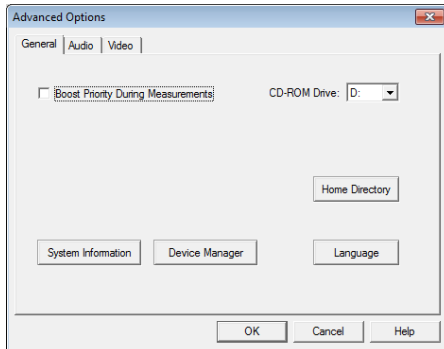 Advanced Options
General Audio Video
Boost Priority During Measurements CD-ROM Drive: D:
Home Directory
System Information Device Manager Language
OK Cancel Help